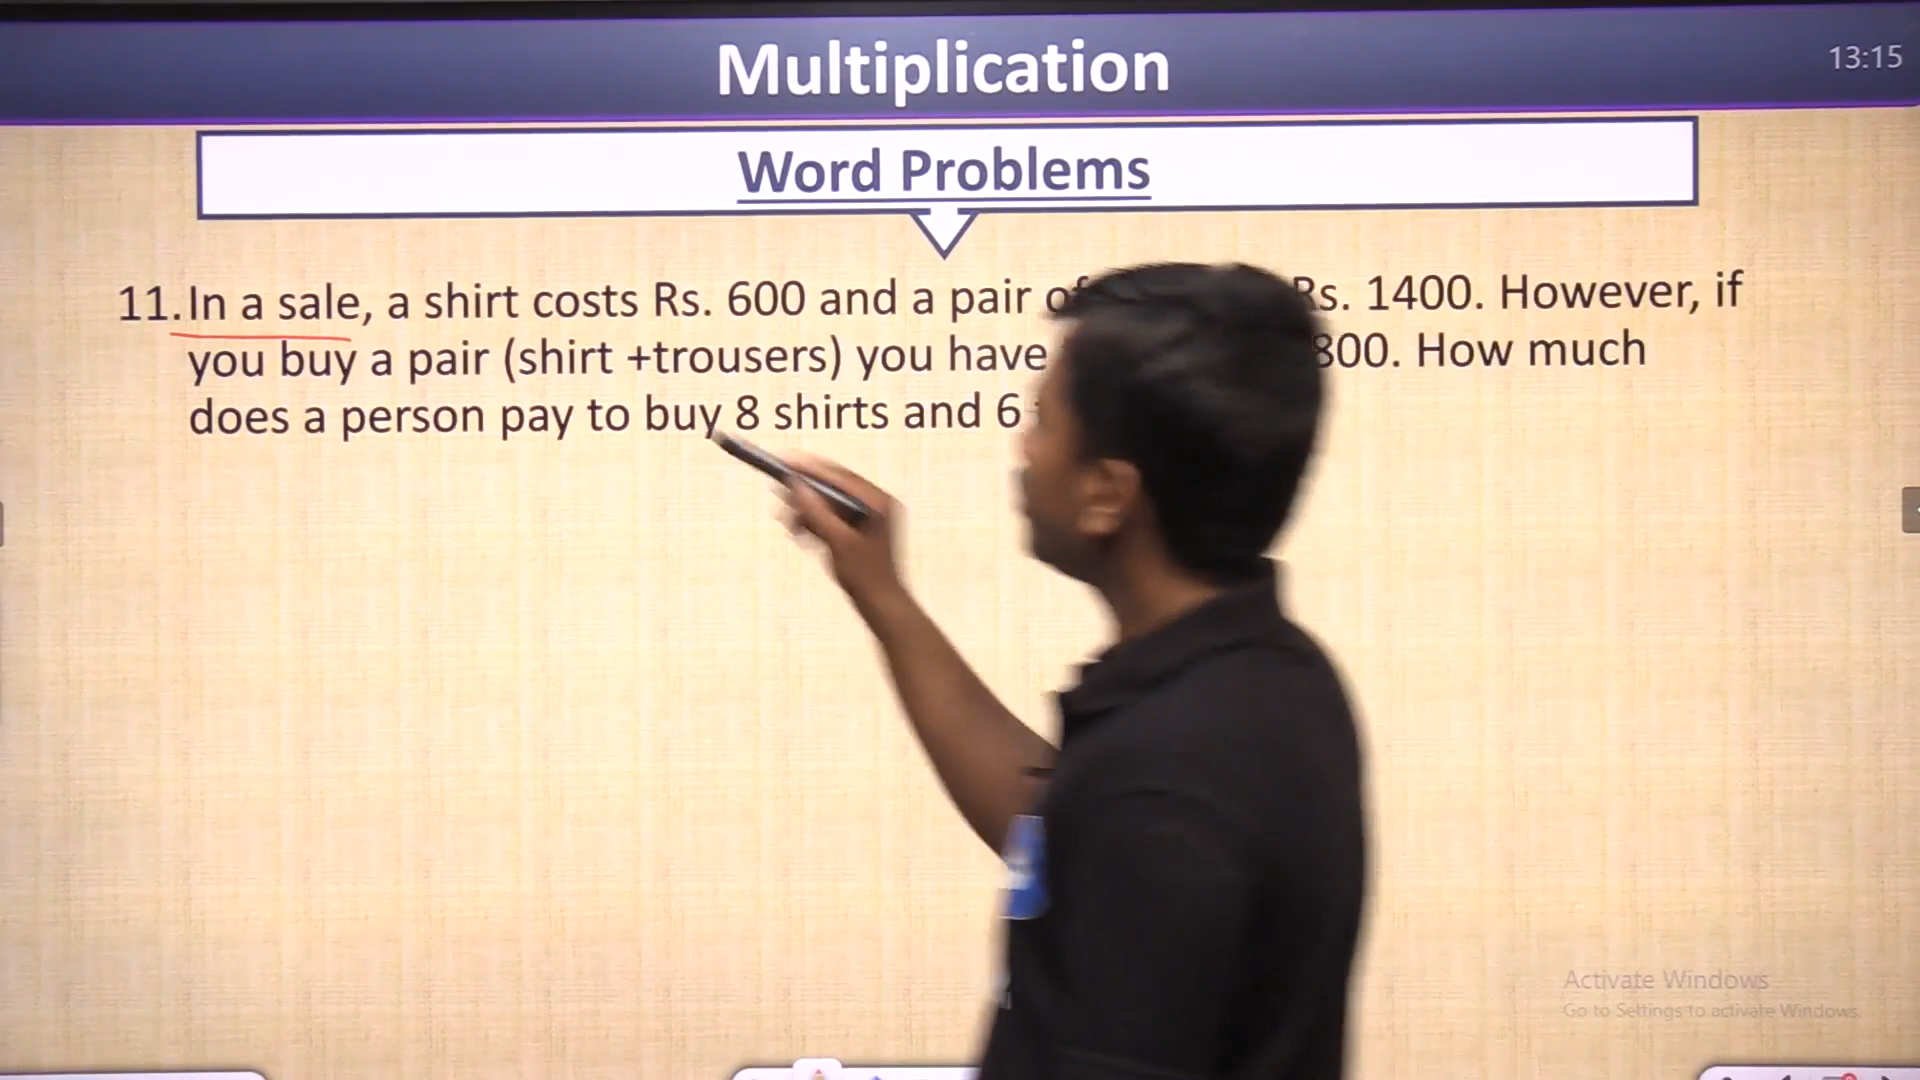 Multiplication
13:15
Word Problems
11. In a sale, a shirt costs Rs. 600 and a pair of Rs. 1400. However, if
you buy a pair (shirt +trousers) you have 800. How much
does a person pay to buy 8 shirts and 6
Activate Windows
Go to Settings to activate Windows.